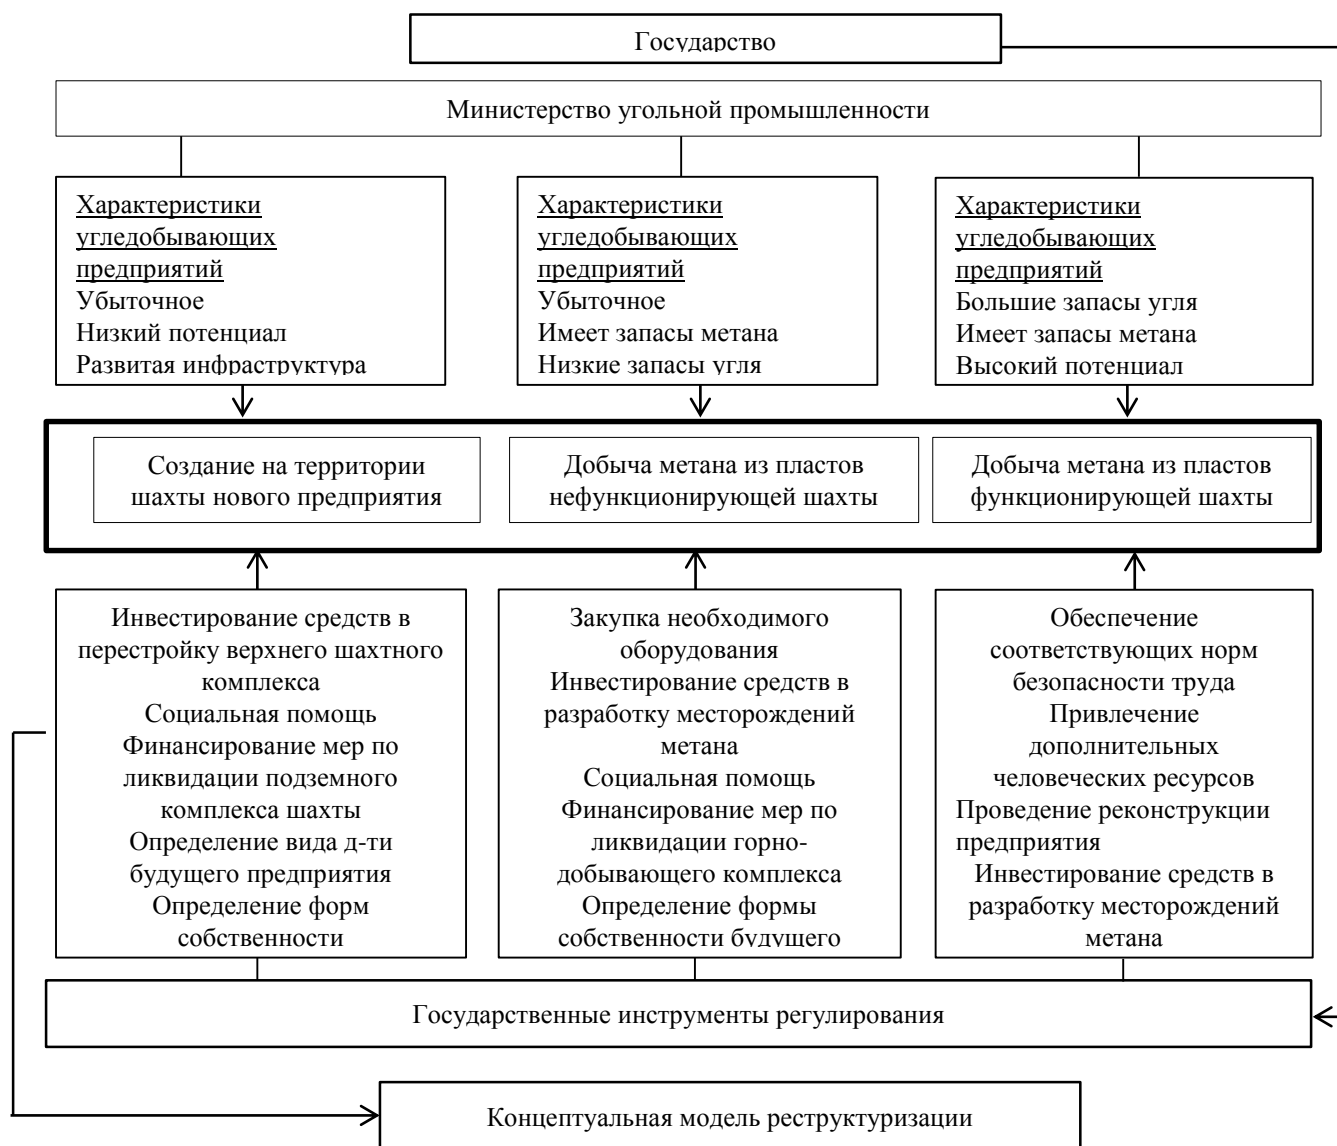 Государство
Министерство угольной промышленности
Характеристики
угледобывающих
предприятий
Убыточное
Низкий потенциал
Развитая инфраструктура
Характеристики
угледобывающих
предприятий
Убыточное
Имеет запасы метана
Низкие запасы угля
Характеристики
угледобывающих
предприятий
Большие запасы угля
Имеет запасы метана
Высокий потенциал
Создание на территории
шахты нового предприятия
Добыча метана из пластов
нефункционирующей шахты
Добыча метана из пластов
функционирующей шахты
Инвестирование средств в
перестройку верхнего шахтного
комплекса
Социальная помощь
Финансирование мер по
ликвидации подземного
комплекса шахты
Определение вида д-ти
будущего предприятия
Определение форм
собственности
Закупка необходимого
оборудования
Инвестирование средств в
разработку месторождений
метана
Социальная помощь
Финансирование мер по
ликвидации горно-
добывающего комплекса
Определение формы
собственности будущего
Обеспечение
соответствующих норм
безопасности труда
Привлечение
дополнительных
человеческих ресурсов
Проведение реконструкции
предприятия
Инвестирование средств в
разработку месторождений
метана
Государственные инструменты регулирования
Концептуальная модель реструктуризации